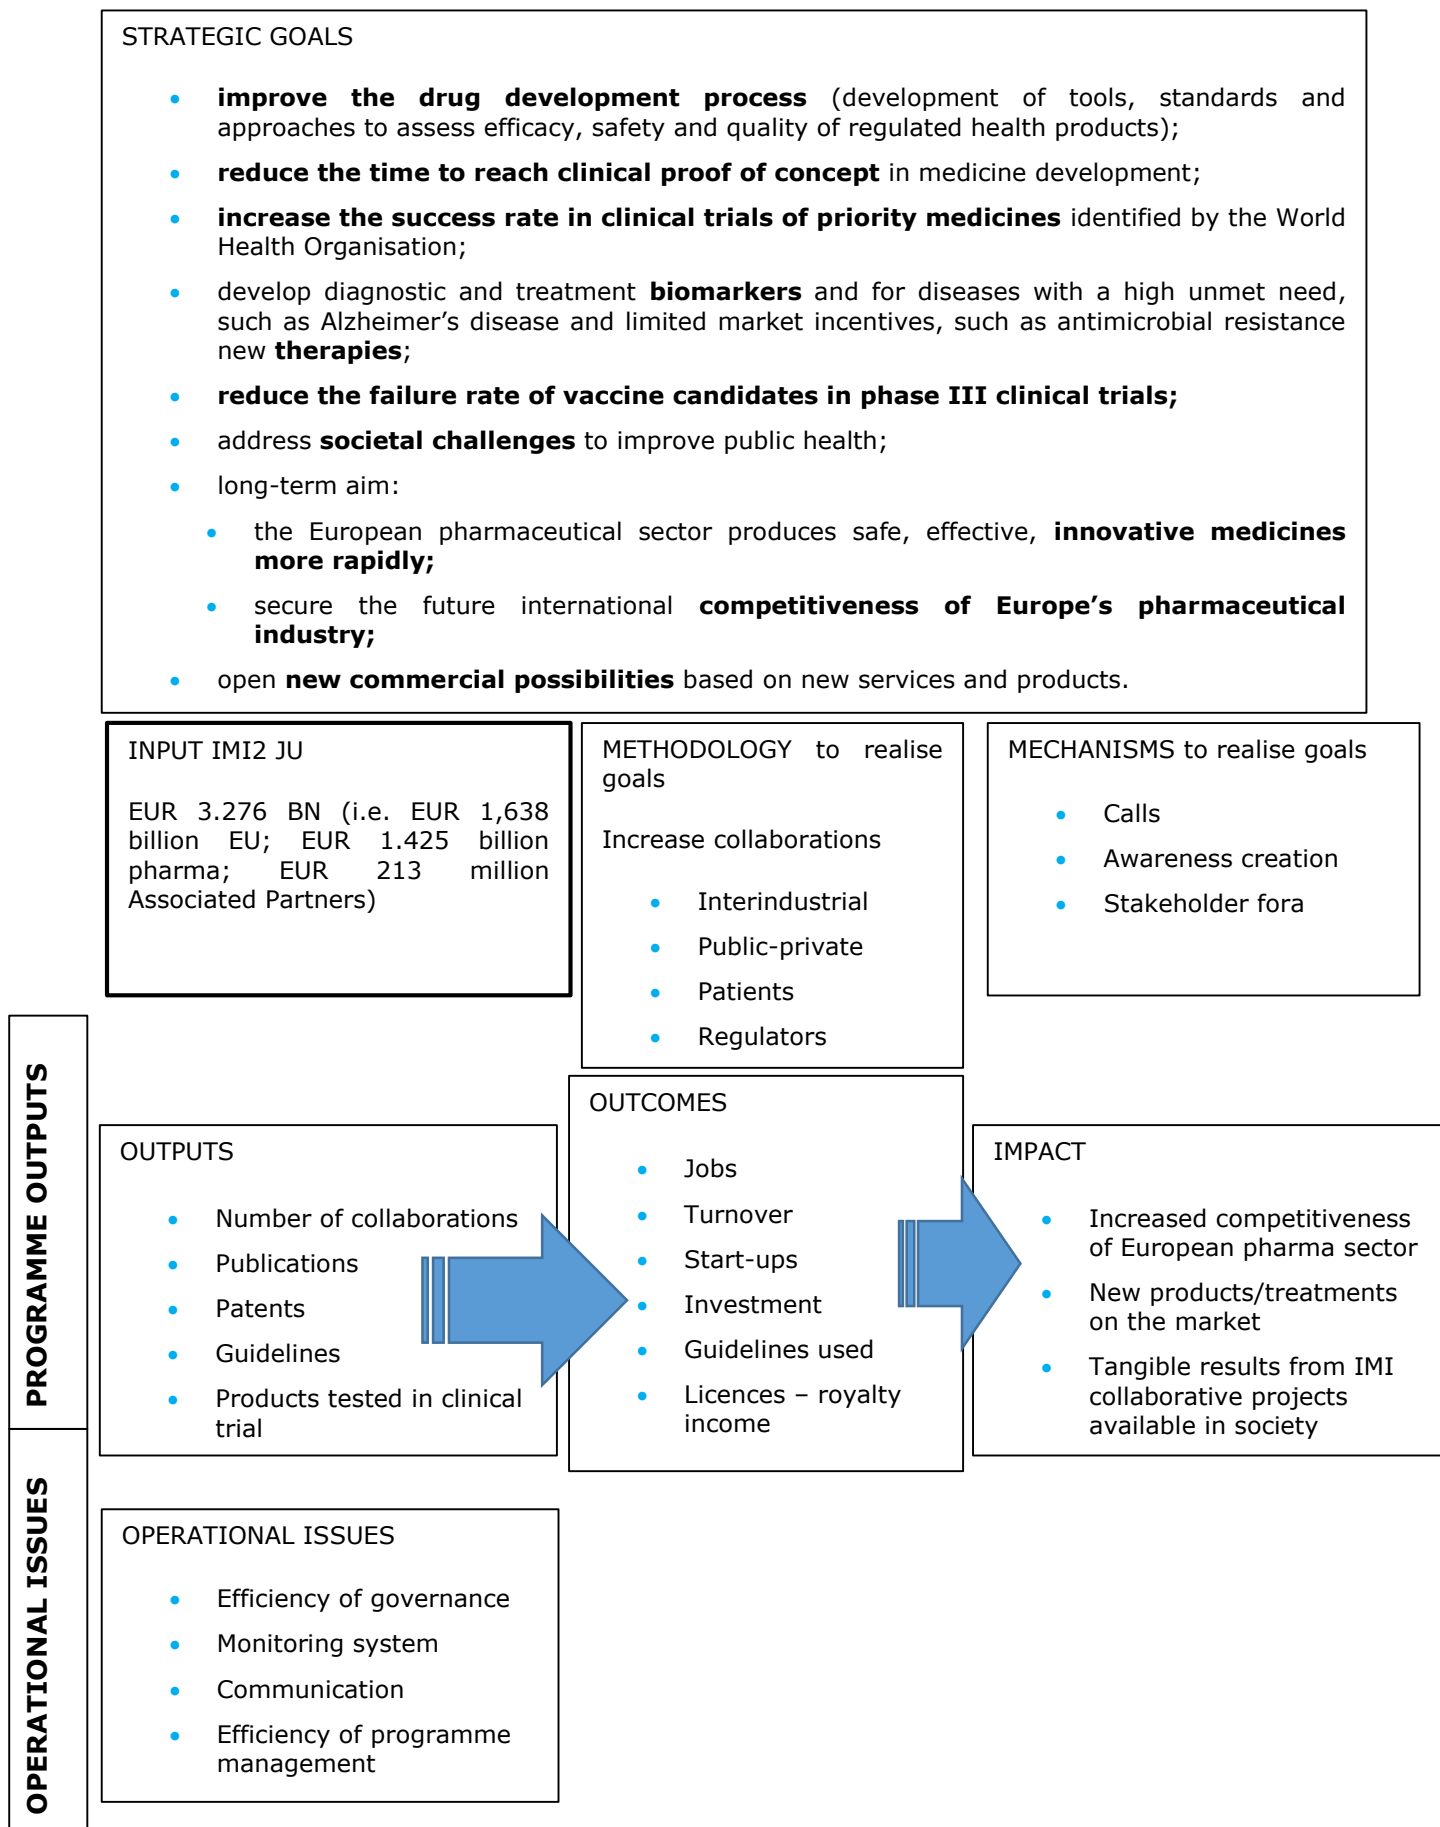 STRATEGIC GOALS
• improve the drug development process (development of tools, standards and
approaches to assess efficacy, safety and quality of regulated health products);
• reduce the time to reach clinical proof of concept in medicine development;
• increase the success rate in clinical trials of priority medicines identified by the World
Health Organisation;
• develop diagnostic and treatment biomarkers and for diseases with a high unmet need,
such as Alzheimer’s disease and limited market incentives, such as antimicrobial resistance
new therapies;
• reduce the failure rate of vaccine candidates in phase III clinical trials;
• address societal challenges to improve public health;
• long-term aim:
• the European pharmaceutical sector produces safe, effective, innovative medicines
more rapidly;
• secure the future international competitiveness of Europe’s pharmaceutical
industry;
• open new commercial possibilities based on new services and products.
INPUT IMI2 JU
EUR 3.276 BN (i.e. EUR 1,638
billion EU; EUR 1.425 billion
pharma; EUR 213 million
Associated Partners)
METHODOLOGY to realise
goals
Increase collaborations
• Interindustrial
• Public-private
• Patients
• Regulators
MECHANISMS to realise goals
• Calls
• Awareness creation
• Stakeholder fora
PROGRAMME OUTPUTS
OUTPUTS
• Number of collaborations
• Publications
• Patents
• Guidelines
• Products tested in clinical
trial
OUTCOMES
• Jobs
• Turnover
• Start-ups
• Investment
• Guidelines used
• Licences – royalty
income
IMPACT
• Increased competitiveness
of European pharma sector
• New products/treatments
on the market
• Tangible results from IMI
collaborative projects
available in society
OPERATIONAL ISSUES
OPERATIONAL ISSUES
• Efficiency of governance
• Monitoring system
• Communication
• Efficiency of programme
management